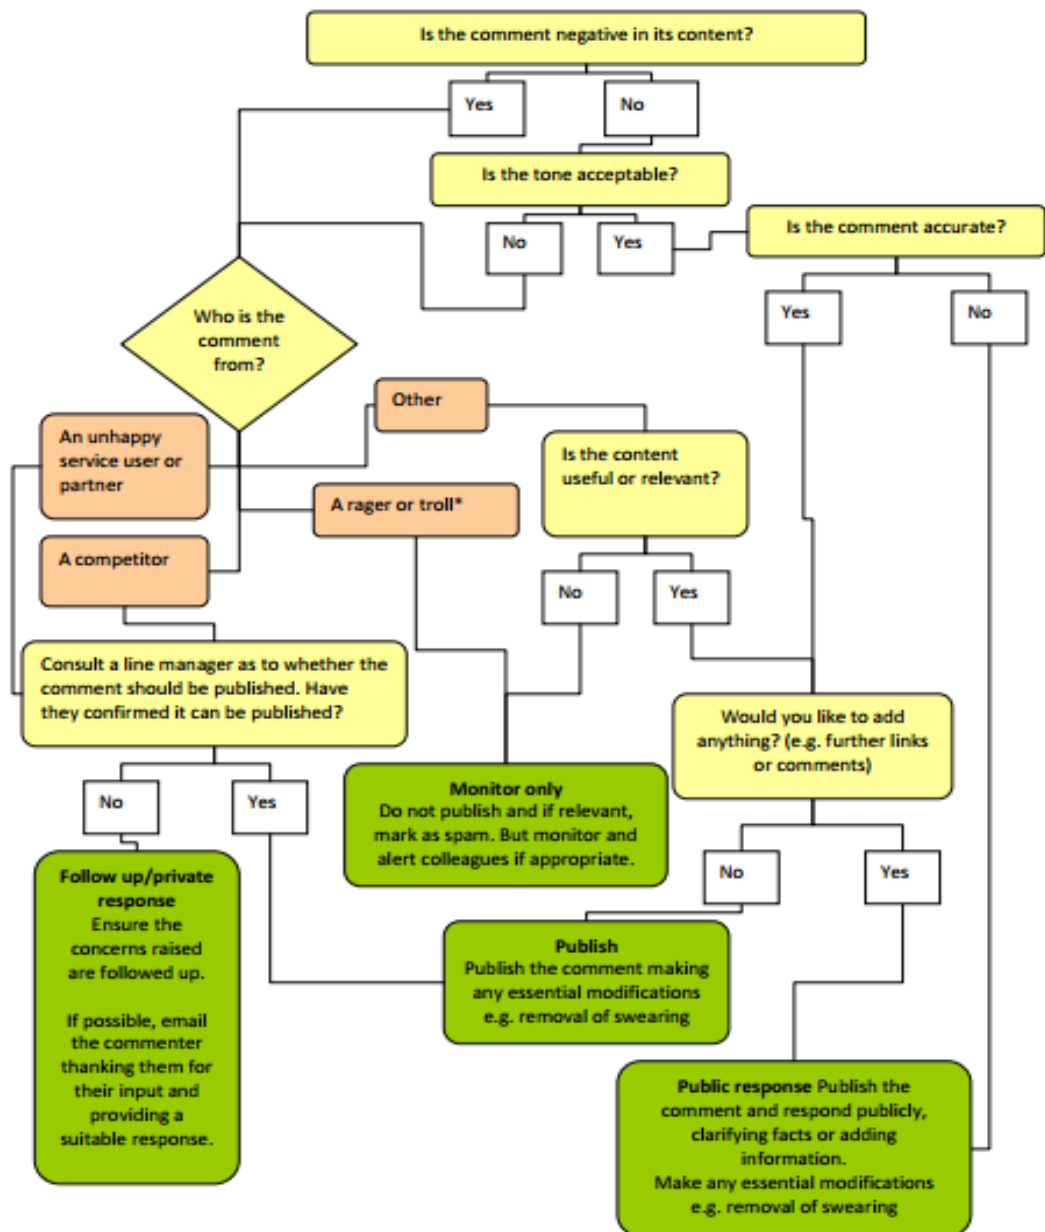 Is the comment negative in its content?
Yes
No
Is the tone acceptable?
No
Yes
Is the comment accurate?
Yes
No
Who is the
comment
from?
Other
An unhappy
service user or
partner
Is the content
useful or relevant?
A rager or troll*
A competitor
No
Yes
Consult a line manager as to whether the
comment should be published. Have
they confirmed it can be published?
Would you like to add
anything? (e.g. further links
or comments)
No
Yes
Monitor only
Do not publish and if relevant,
mark as spam. But monitor and
alert colleagues if appropriate.
No
Yes
Follow up/private
response
Ensure the
concerns raised
are followed up.
If possible, email
the commenter
thanking them for
their input and
providing a
suitable response.
Publish
Publish the comment making
any essential modifications
e.g. removal of swearing
Public response Publish the
comment and respond publicly,
clarifying facts or adding
information.
Make any essential modifications
e.g. removal of swearing